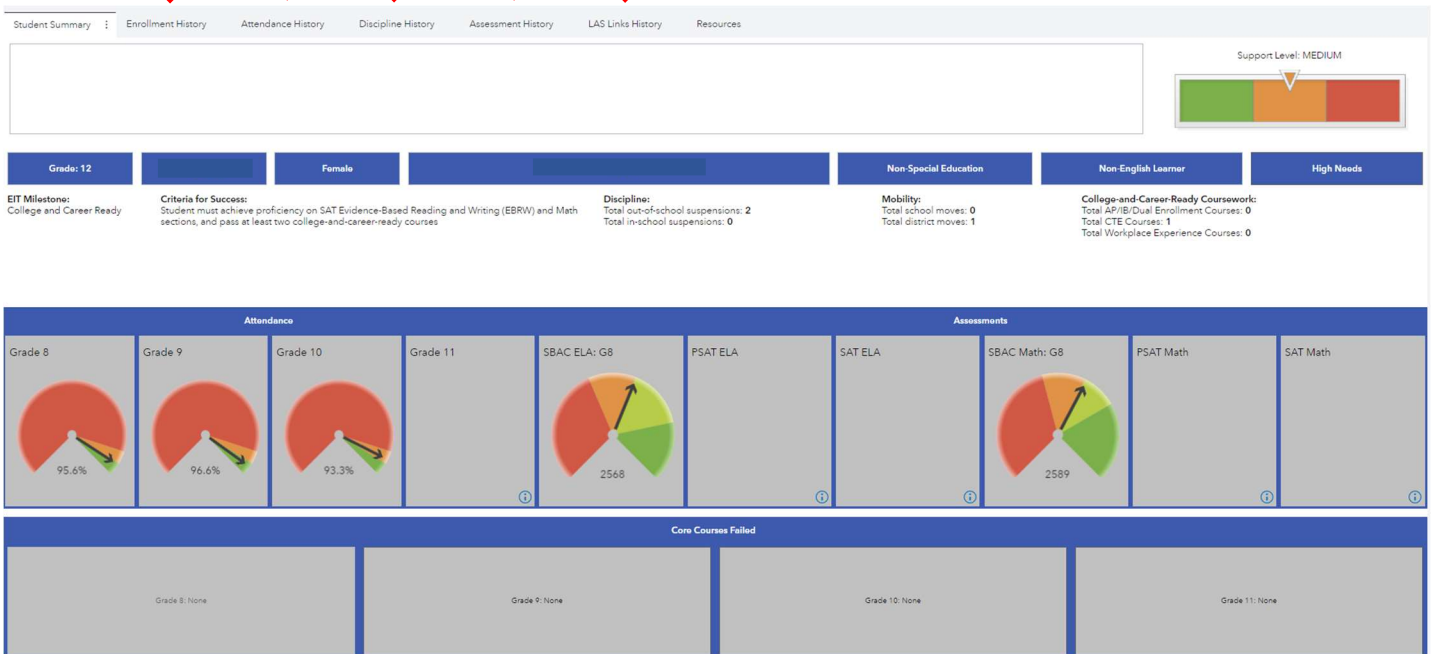 Student Summary
Enrollment History
Attendance History
Discipline History
Assessment History
LAS Links History
Resources
Support Level: MEDIUM
Grade: 12
Female
Non-Special Education
Non-English Learner
High Needs
EIT Milestone:
College and Career Ready
Criteria for Success:
Student must achieve proficiency on SAT Evidence-Based Reading and Writing (EBRW) and Math
sections, and pass at least two college-and-career-ready courses
Discipline:
Total out-of-school suspensions: 2
Total in-school suspensions: 0
Mobility:
Total school moves: 0
Total district moves: 1
College-and-Career-Ready Coursework:
Total AP/IB/Dual Enrollment Courses: 0
Total CTE Courses: 1
Total Workplace Experience Courses: 0
Attendance
Assessments
Grade 8
95.6%
Grade 9
96.6%
Grade 10
93.3%
Grade 11
SBAC ELA: G8
2568
PSAT ELA
SAT ELA
SBAC Math: G8
2589
PSAT Math
SAT Math
Core Courses Failed
Grade 8: None
Grade 9: None
Grade 10: None
Grade 11: None